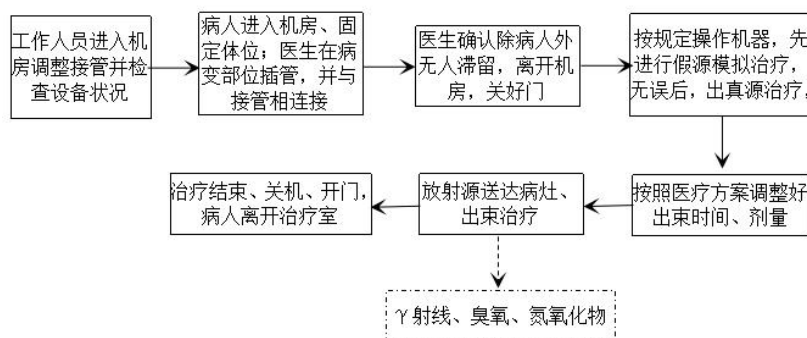 工作人员进入机
房调整接管并检
查设备状况
病人进入机房、固
定体位；医生在病
变部位插管，并与
接管相连接
医生确认除病人外
无人滞留，离开机
房，关好门
按规定操作机器，先
进行假源模拟治疗，
无误后，出真源治疗，
按照医疗方案调整好
出束时间、剂量
放射源送达病灶、
出束治疗
治疗结束、关机、开门，
病人离开治疗室
γ射线、臭氧、氮氧化物